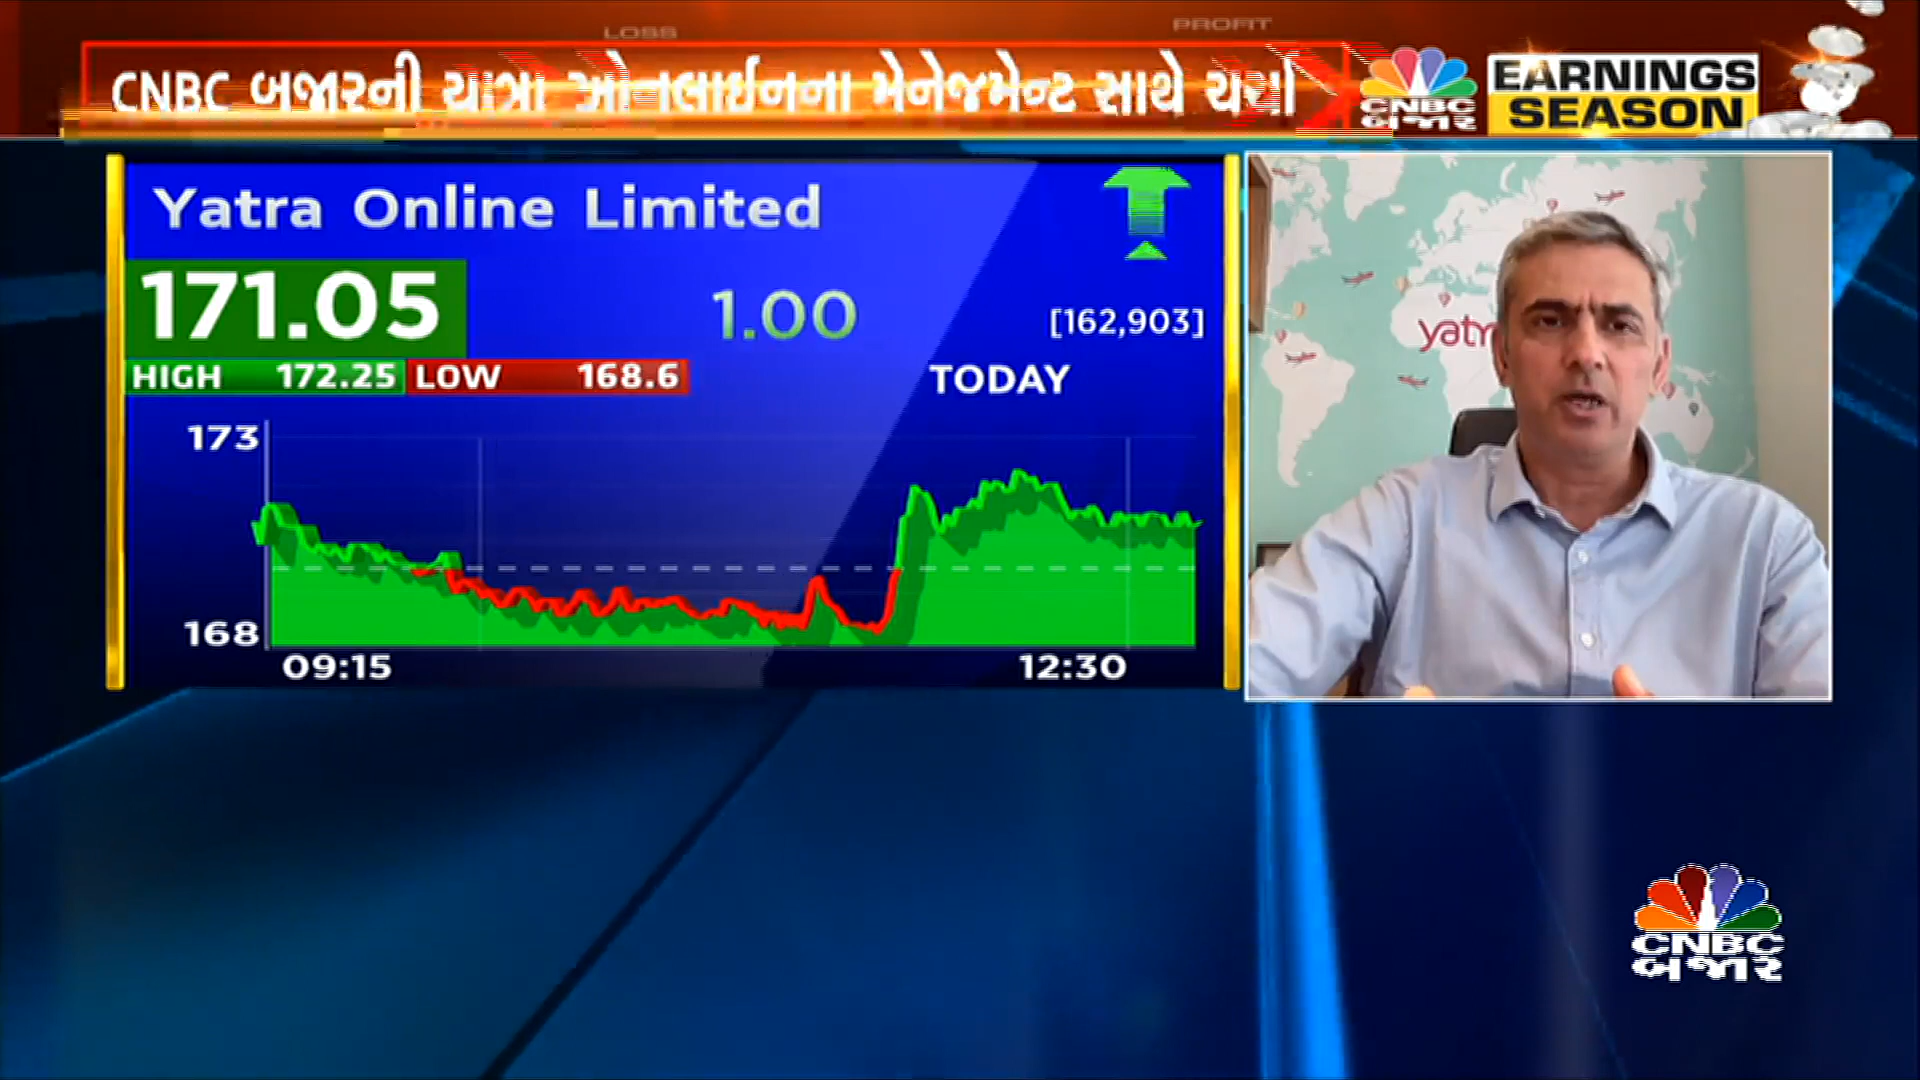 LOSS
PROFIT
CNBC બજારની યાત્રા ઓનલાઈનના મેનેજમેન્ટ સાથે ચર્ચા
CNBC
બજાર
EARNINGS
SEASON
Yatra Online Limited
171.05
1.00
[162,903]
HIGH 172.25 LOW 168.6
TODAY
173
168
09:15
12:30
CNBC
બજાર